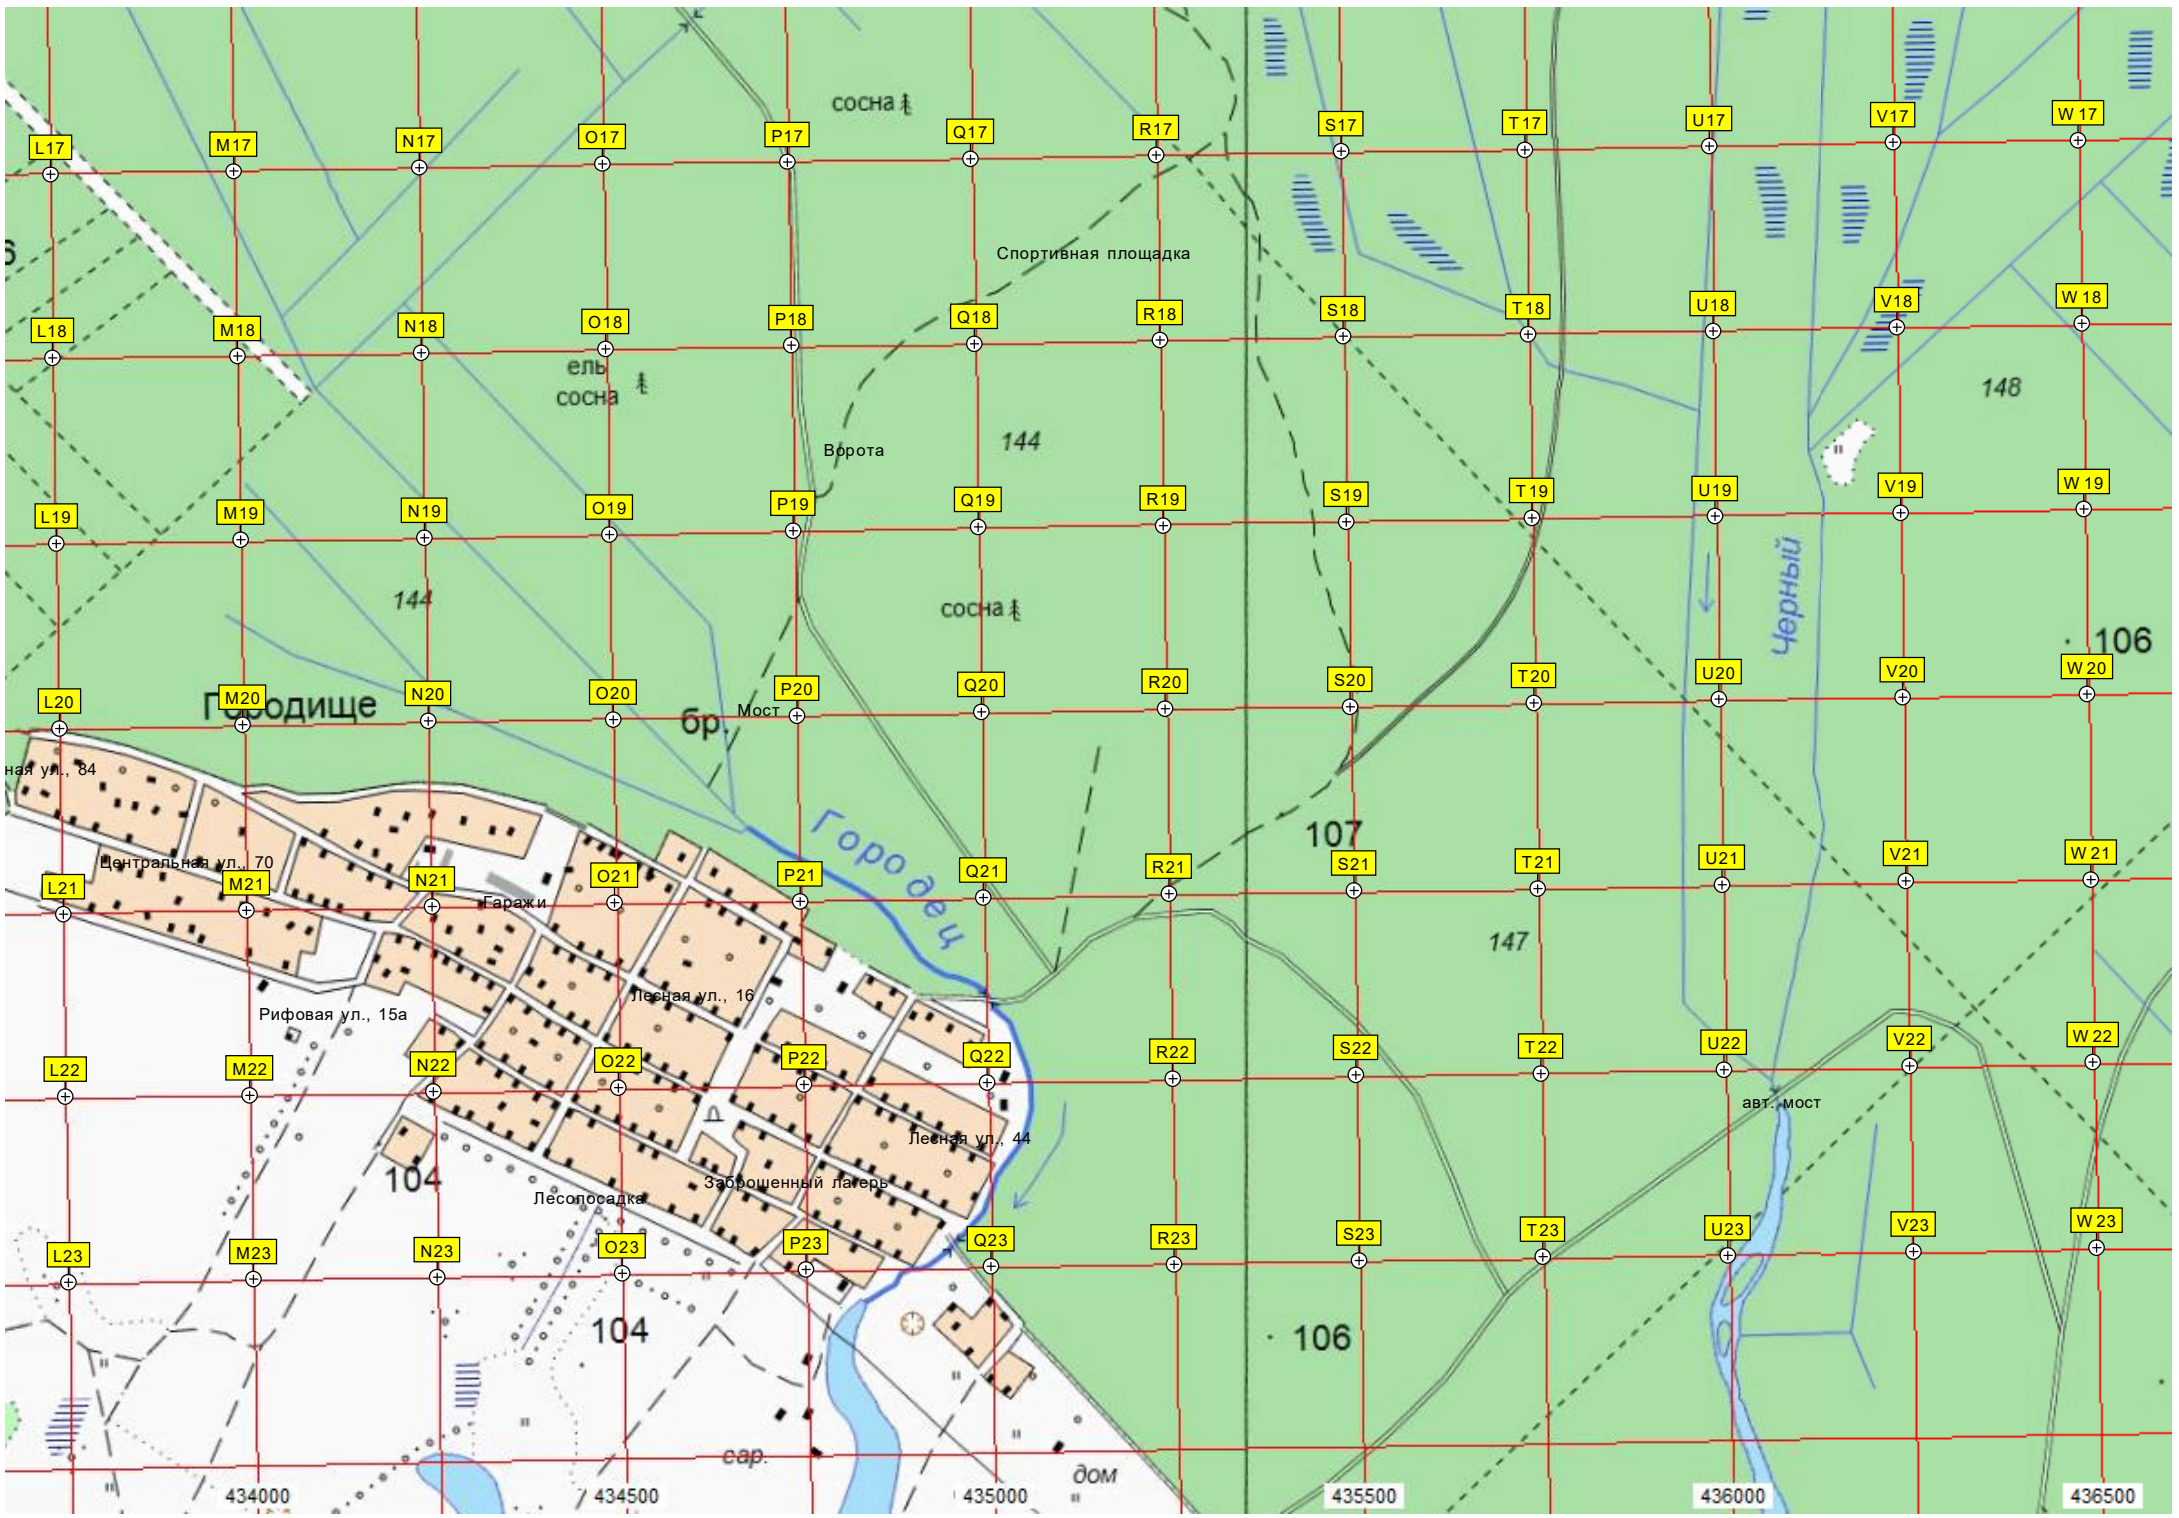 сосна
L17 M17 N17 O17 P17 Q17 R17 S17 T17 U17 V17 W17
Спортивная площадка
L18 M18 N18 O18 P18 Q18 R18 S18 T18 U18 V18 W18
ель
сосна
148
144
Ворота
L19 M19 N19 O19 P19 Q19 R19 S19 T19 U19 V19 W19
Черный
144
сосна
106
L20 M20 N20 O20 P20 Q20 R20 S20 T20 U20 V20 W20
Городище
бр.
Мост
ная ул., 84
Городец
107
Центральная ул., 70
L21 M21 N21 O21 P21 Q21 R21 S21 T21 U21 V21 W21
Гаражи
147
Лесная ул., 16
Рифовая ул., 15а
L22 M22 N22 O22 P22 Q22 R22 S22 T22 U22 V22 W22
авт. мост
Лесная ул., 44
104
Заброшенный лагерь
Лесополосадка
L23 M23 N23 O23 P23 Q23 R23 S23 T23 U23 V23 W23
104
106
сар.
дом
434000 434500 435000 435500 436000 436500